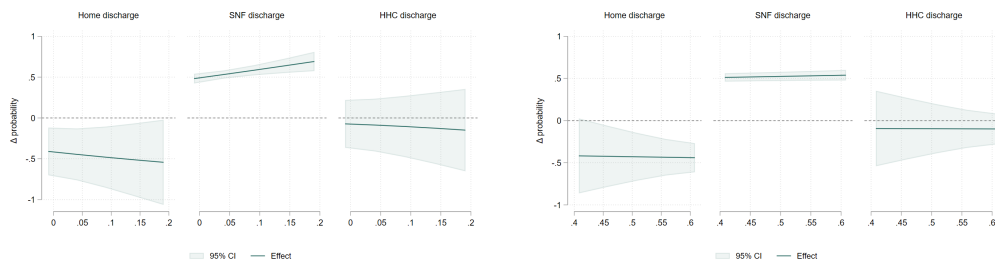 Home discharge SNF discharge HHC discharge
1
.5
0
-.5
-1
Δ probability
0 .05 .1 .15 .2 0 .05 .1 .15 .2 0 .05 .1 .15 .2
95% CI Effect
Home discharge SNF discharge HHC discharge
1
.5
0
-.5
-1
Δ probability
.4 .45 .5 .55 .6 .4 .45 .5 .55 .6 .4 .45 .5 .55 .6
95% CI Effect